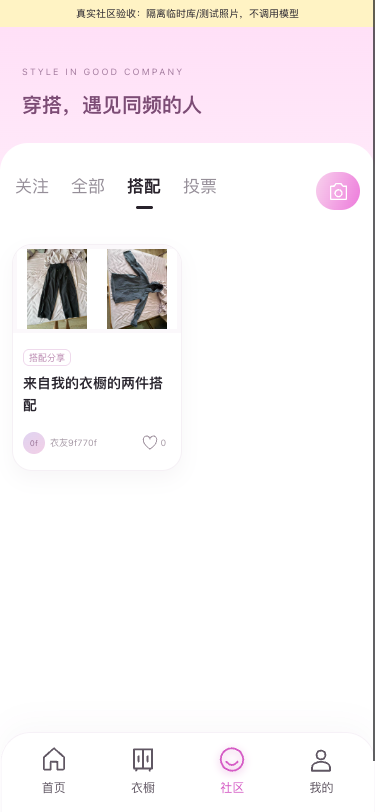 真实社区验收：隔离临时库/测试照片，不调用模型
STYLE IN GOOD COMPANY
穿搭，遇见同频的人
关注 全部 搭配 投票
搭配分享
来自我的衣橱的两件搭
配
0f 衣友9f770f 0
首页 衣橱 社区 我的